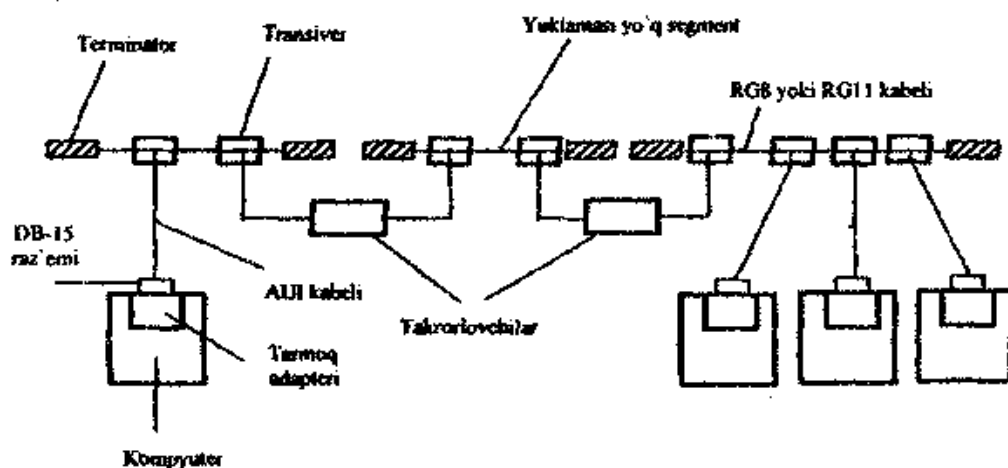 Terminator
Transiver
Yuklamasi yo`q segment
RG8 yoki RG11 kabeli
DB-15
raz`emi
AUI kabeli
Takrorlovchilar
Tarmoq
adapteri
Kompyuter